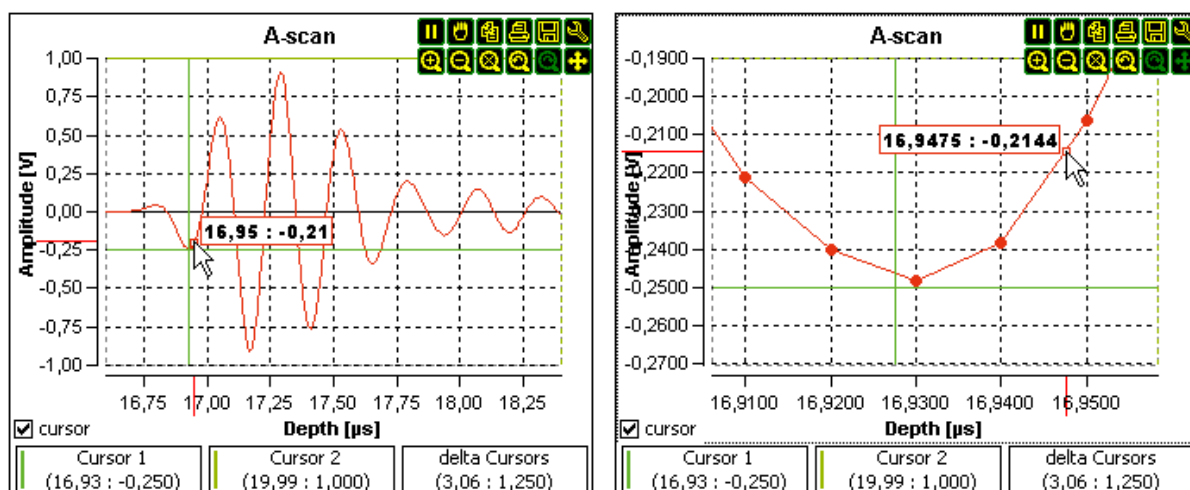 A-scan
1,00
0,75
0,50
0,25
0,00
-0,25
-0,50
-0,75
-1,00
Amplitude [V]
16,95 : -0,21
16,75 17,00 17,25 17,50 17,75 18,00 18,25
cursor
Depth [µs]
Cursor 1
(16,93 : -0,250)
Cursor 2
(19,99 : 1,000)
delta Cursors
(3,06 : 1,250)
A-scan
-0,1900
-0,2000
-0,2100
-0,2200
-0,2300
-0,2400
-0,2500
-0,2600
-0,2700
Amplitude [V]
16,9475 : -0,2144
16,9100 16,9200 16,9300 16,9400 16,9500
cursor
Depth [µs]
Cursor 1
(16,93 : -0,250)
Cursor 2
(19,99 : 1,000)
delta Cursors
(3,06 : 1,250)